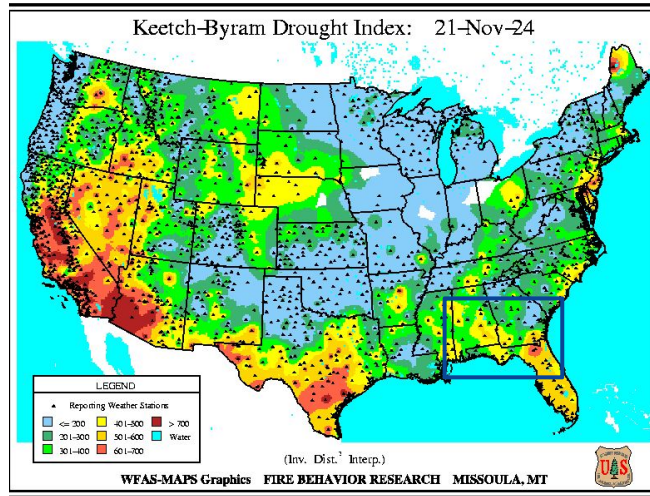 Keetch-Byram Drought Index: 21-Nov-24
LEGEND
Reporting Weather Stations
<= 200 401-500 > 700
201-300 501-600 Water
301-400 601-700
(Inv. Dist.² Interp.)
WFAS-MAPS Graphics FIRE BEHAVIOR RESEARCH MISSOULA, MT
U S